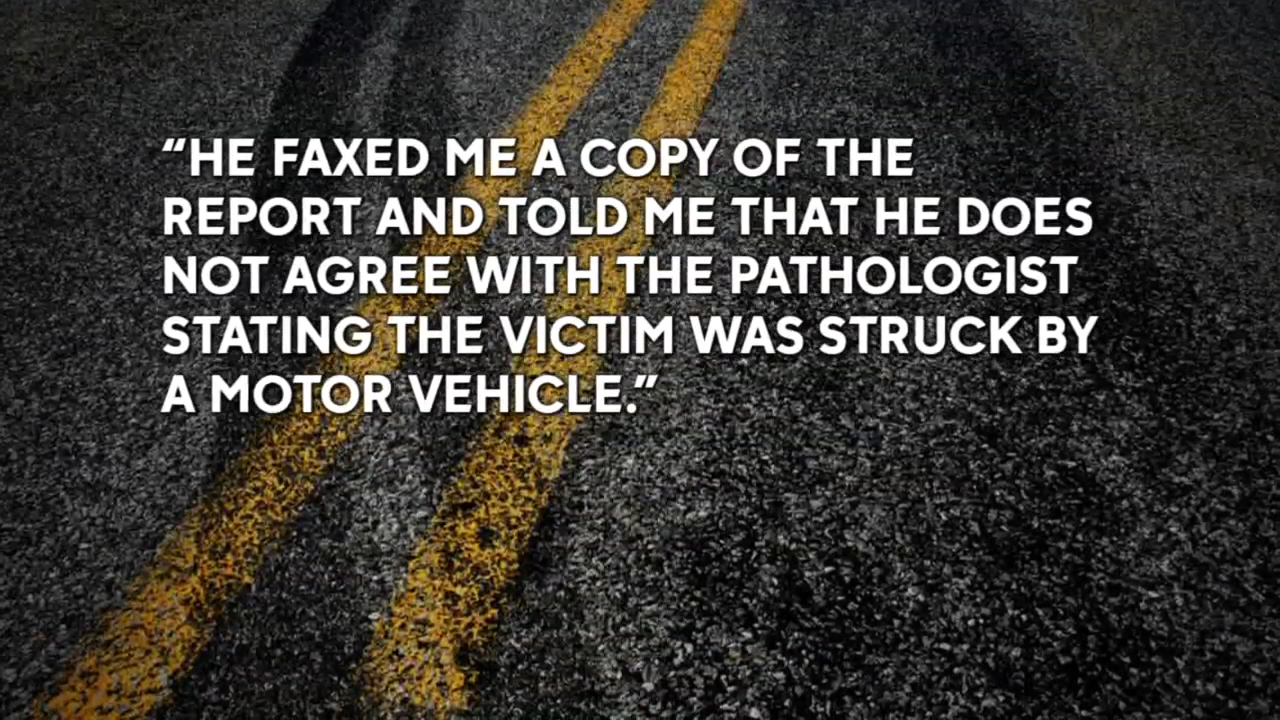 “HE FAXED ME A COPY OF THE
REPORT AND TOLD ME THAT HE DOES
NOT AGREE WITH THE PATHOLOGIST
STATING THE VICTIM WAS STRUCK BY
A MOTOR VEHICLE.”